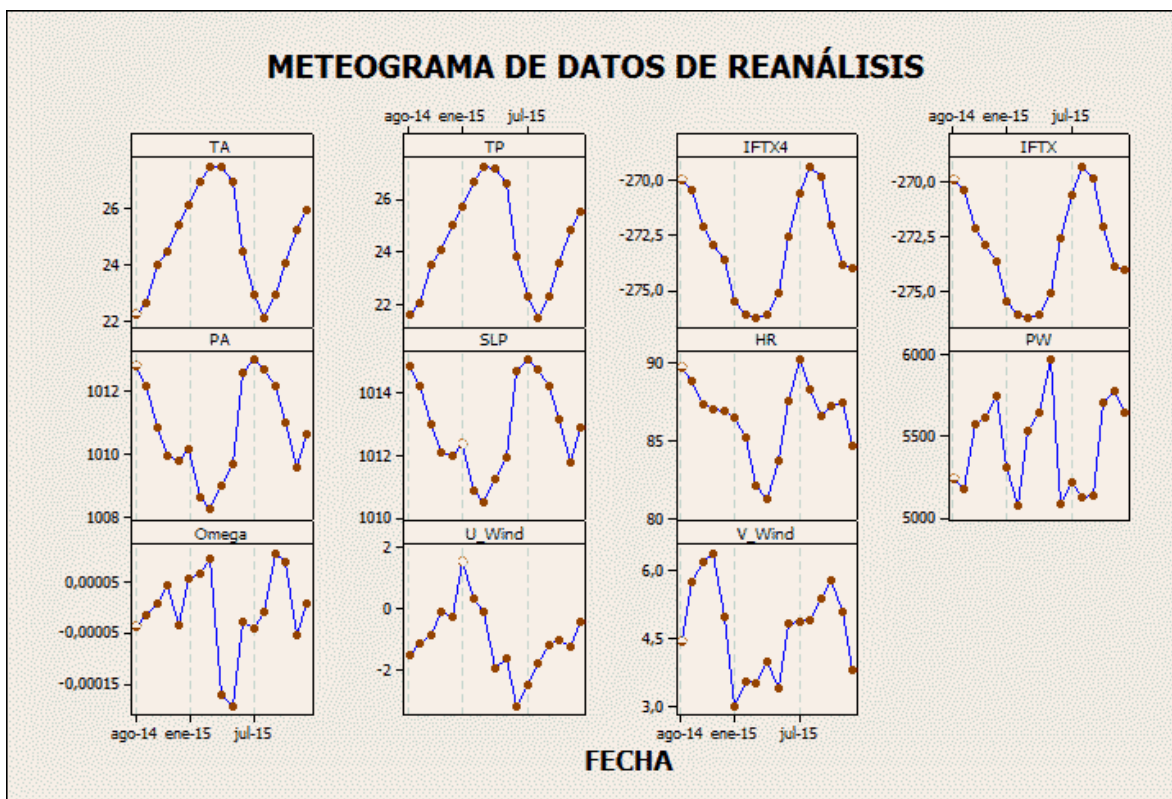 METEOGRAMA DE DATOS DE REANÁLISIS
ago-14 ene-15 jul-15 ago-14 ene-15 jul-15
TA TP IFTX4 IFTX
26 24 22
26 24 22
-270,0 -272,5 -275,0
-270,0 -272,5 -275,0
PA SLP HR PW
1012 1010 1008
1014 1012 1010
90 85 80
6000 5500 5000
Omega U_Wind V_Wind
0,00005 -0,00005 -0,00015
2 0 -2
6,0 4,5 3,0
ago-14 ene-15 jul-15 ago-14 ene-15 jul-15
FECHA